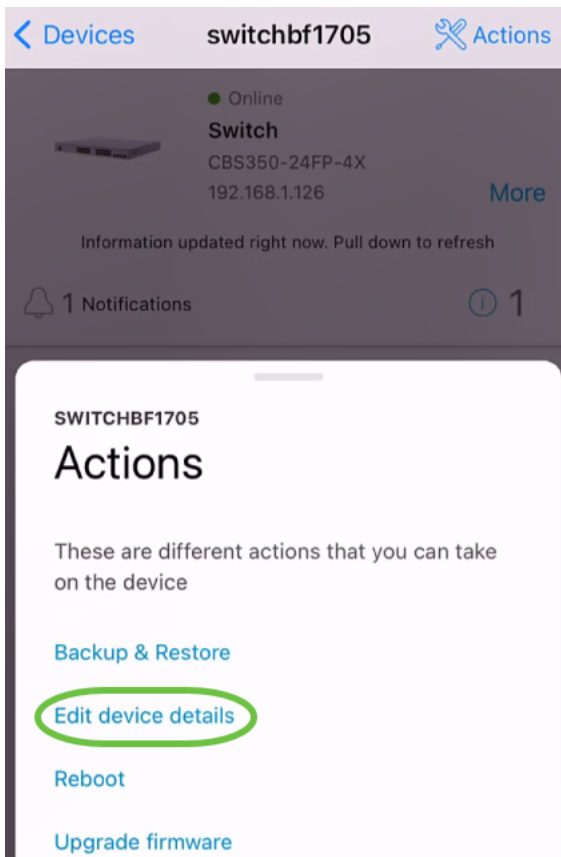 Devices switchbf1705 Actions
Online
Switch
CBS350-24FP-4X
192.168.1.126 More
Information updated right now. Pull down to refresh
1 Notifications 1
SWITCHBF1705
Actions
These are different actions that you can take
on the device
Backup & Restore
Edit device details
Reboot
Upgrade firmware